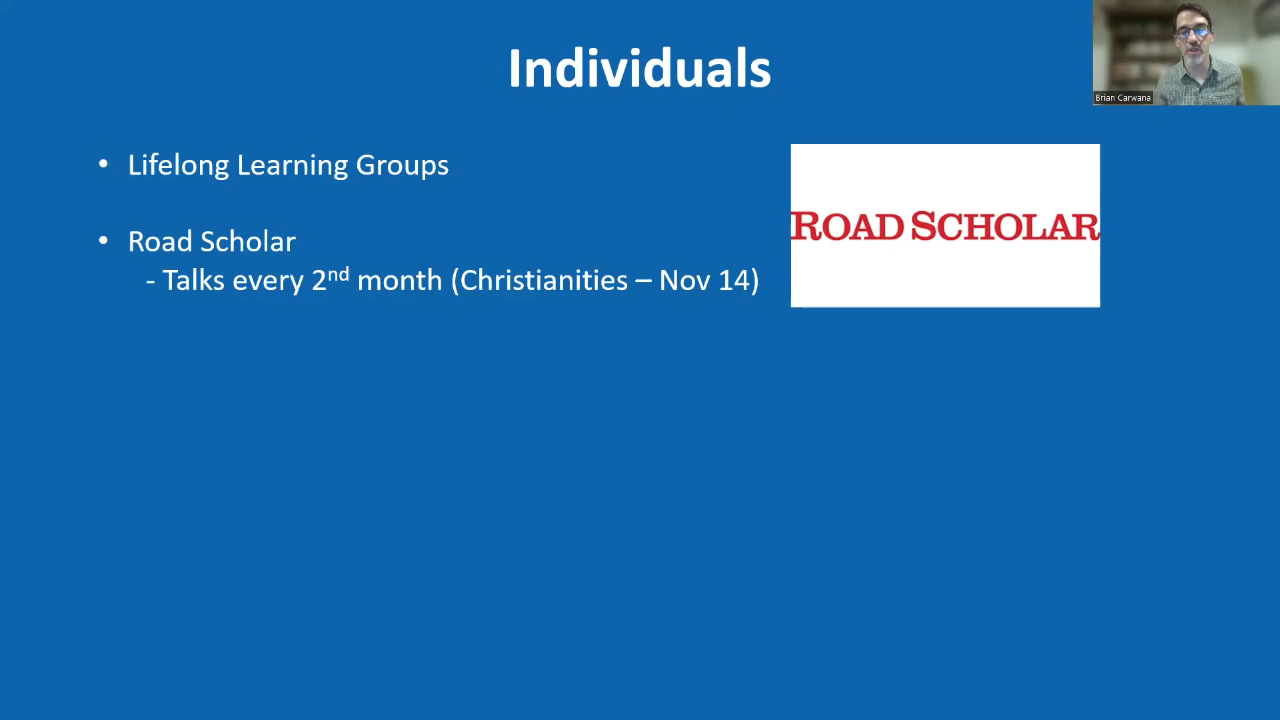 Individuals
Brian Carwana
• Lifelong Learning Groups
ROAD SCHOLAR
• Road Scholar
- Talks every 2nd month (Christianities – Nov 14)